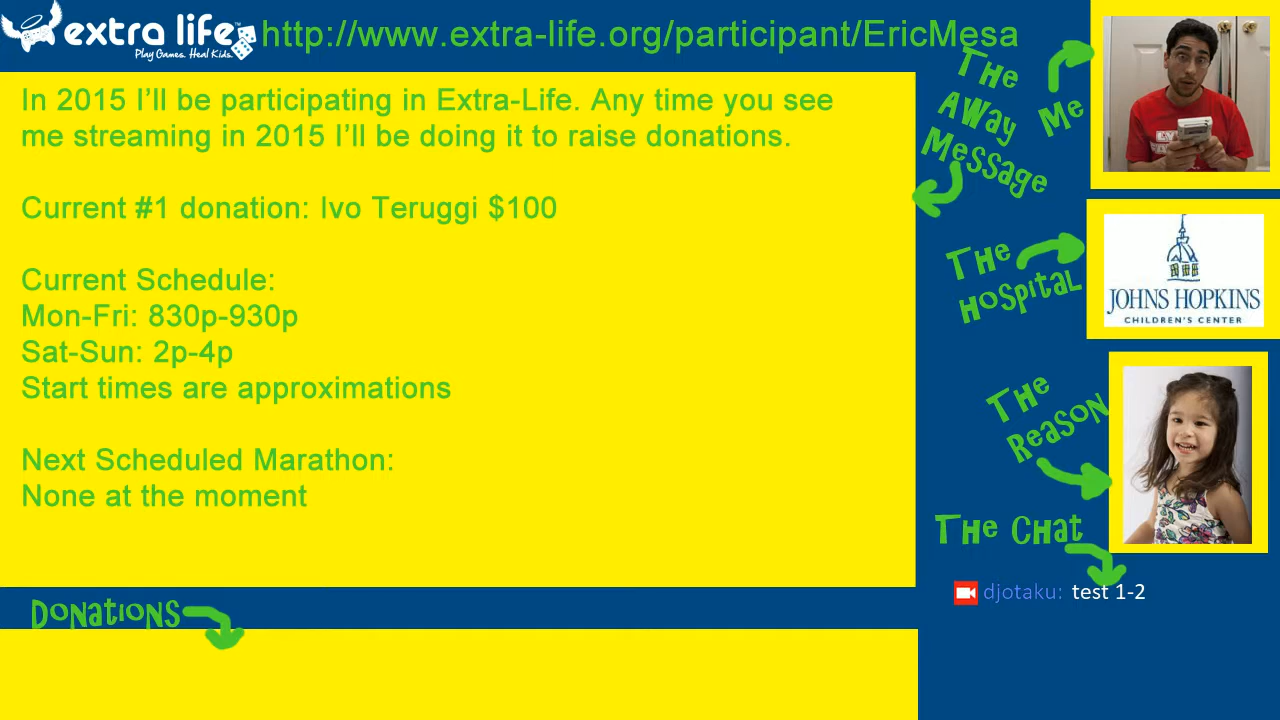 extra life
Play Games. Heal Kids.
http://www.extra-life.org/participant/EricMesa
In 2015 I'll be participating in Extra-Life. Any time you see
me streaming in 2015 I'll be doing it to raise donations.
Current #1 donation: Ivo Teruggi $100
Current Schedule:
Mon-Fri: 830p-930p
Sat-Sun: 2p-4p
Start times are approximations
Next Scheduled Marathon:
None at the moment
Donations
The
Away
Message
Me
The
Hospital
JOHNS HOPKINS
CHILDREN'S CENTER
The
Reason
The Chat
djotaku: test 1-2